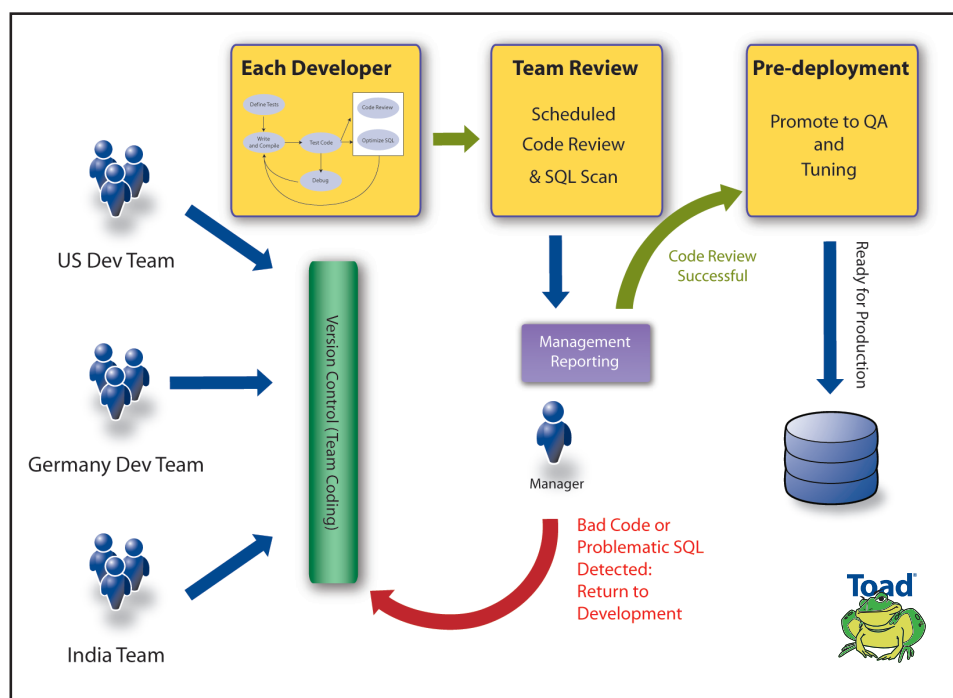 Each Developer
Define Tests
Write
and Compile
Test Code
Code Review
Optimize SQL
Debug
Team Review
Scheduled
Code Review
& SQL Scan
Pre-deployment
Promote to QA
and
Tuning
US Dev Team
Germany Dev Team
India Team
Version Control (Team Coding)
Management
Reporting
Manager
Code Review
Successful
Ready for Production
Bad Code or
Problematic SQL
Detected:
Return to
Development
Toad®